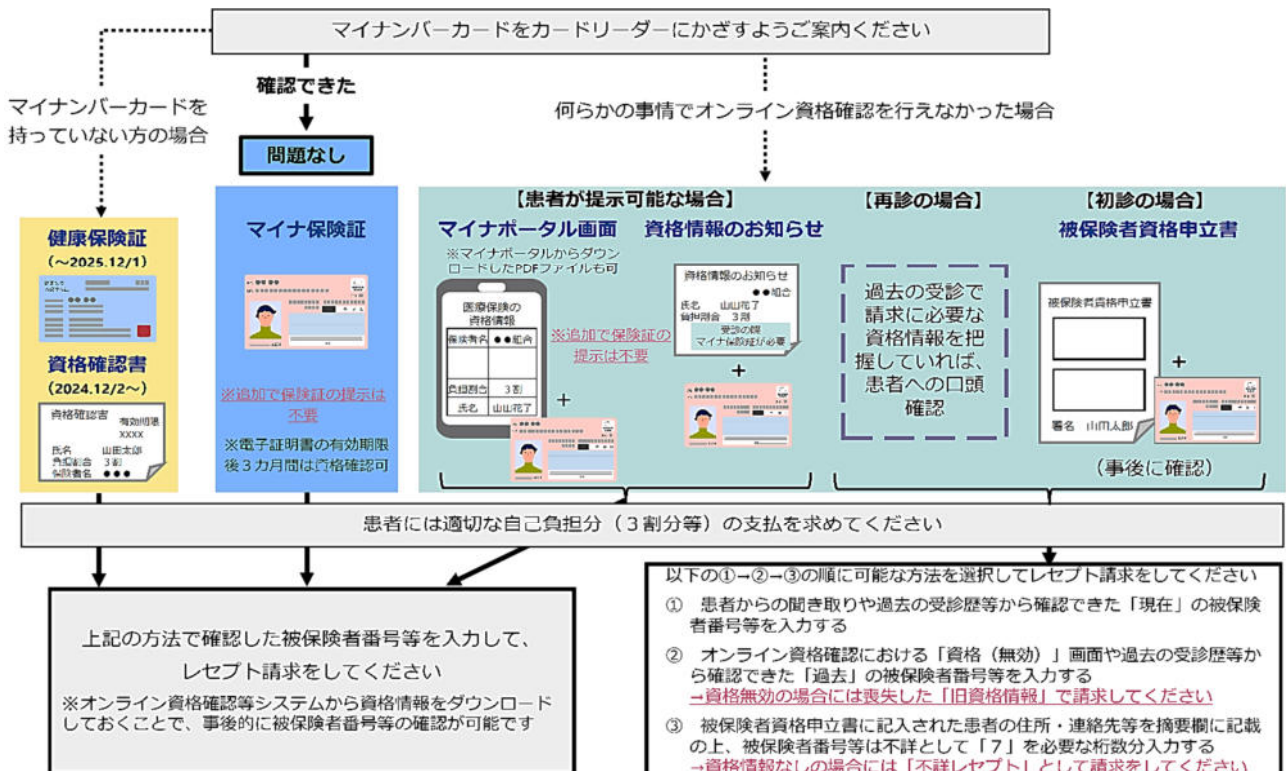 マイナンバーカードをカードリーダーにかざすようご案内ください
マイナンバーカードを
持っていない方の場合
確認できた
問題なし
何らかの事情でオンライン資格確認を行えなかった場合
健康保険証
（～2025.12/1）
資格確認書
（2024.12/2～）
資格確認書
有効期限
XXXX
氏名 山田太郎
負担割合 3割
保険者名 ●●●
マイナ保険証
※追加で保険証の提示は
不要
※電子証明書の有効期限
後３カ月間は資格確認可
【患者が提示可能な場合】
マイナポータル画面
※マイナポータルからダウン
ロードしたPDFファイルも可
医療保険の
資格情報
保険者名 ●●組合
負担割合 3割
氏名 山山花了
+
※追加で保険証の
提示は不要
資格情報のお知らせ
資格情報のお知らせ
●●組合
氏名 山山花了
負担割合 3割
受診の際
マイナ保険証が必要
+
【再診の場合】
過去の受診で
請求に必要な
資格情報を把
握していれば、
患者への口頭
確認
【初診の場合】
被保険者資格申立書
被保険者資格申立書
署名
+
（事後に確認）
患者には適切な自己負担分（３割分等）の支払を求めてください
上記の方法で確認した被保険者番号等を入力して、
レセプト請求をしてください
※オンライン資格確認等システムから資格情報をダウンロード
しておくことで、事後的に被保険者番号等の確認が可能です
以下の①→②→③の順に可能な方法を選択してレセプト請求をしてください
① 患者からの聞き取りや過去の受診歴等から確認できた「現在」の被保険
者番号等を入力する
② オンライン資格確認における「資格（無効）」画面や過去の受診歴等か
ら確認できた「過去」の被保険者番号等を入力する
→資格無効の場合には喪失した「旧資格情報」で請求してください
③ 被保険者資格申立書に記入された患者の住所・連絡先等を摘要欄に記載
の上、被保険者番号等は不詳として「７」を必要な桁数分入力する
→資格情報なしの場合には「不詳レセプト」として請求をしてください